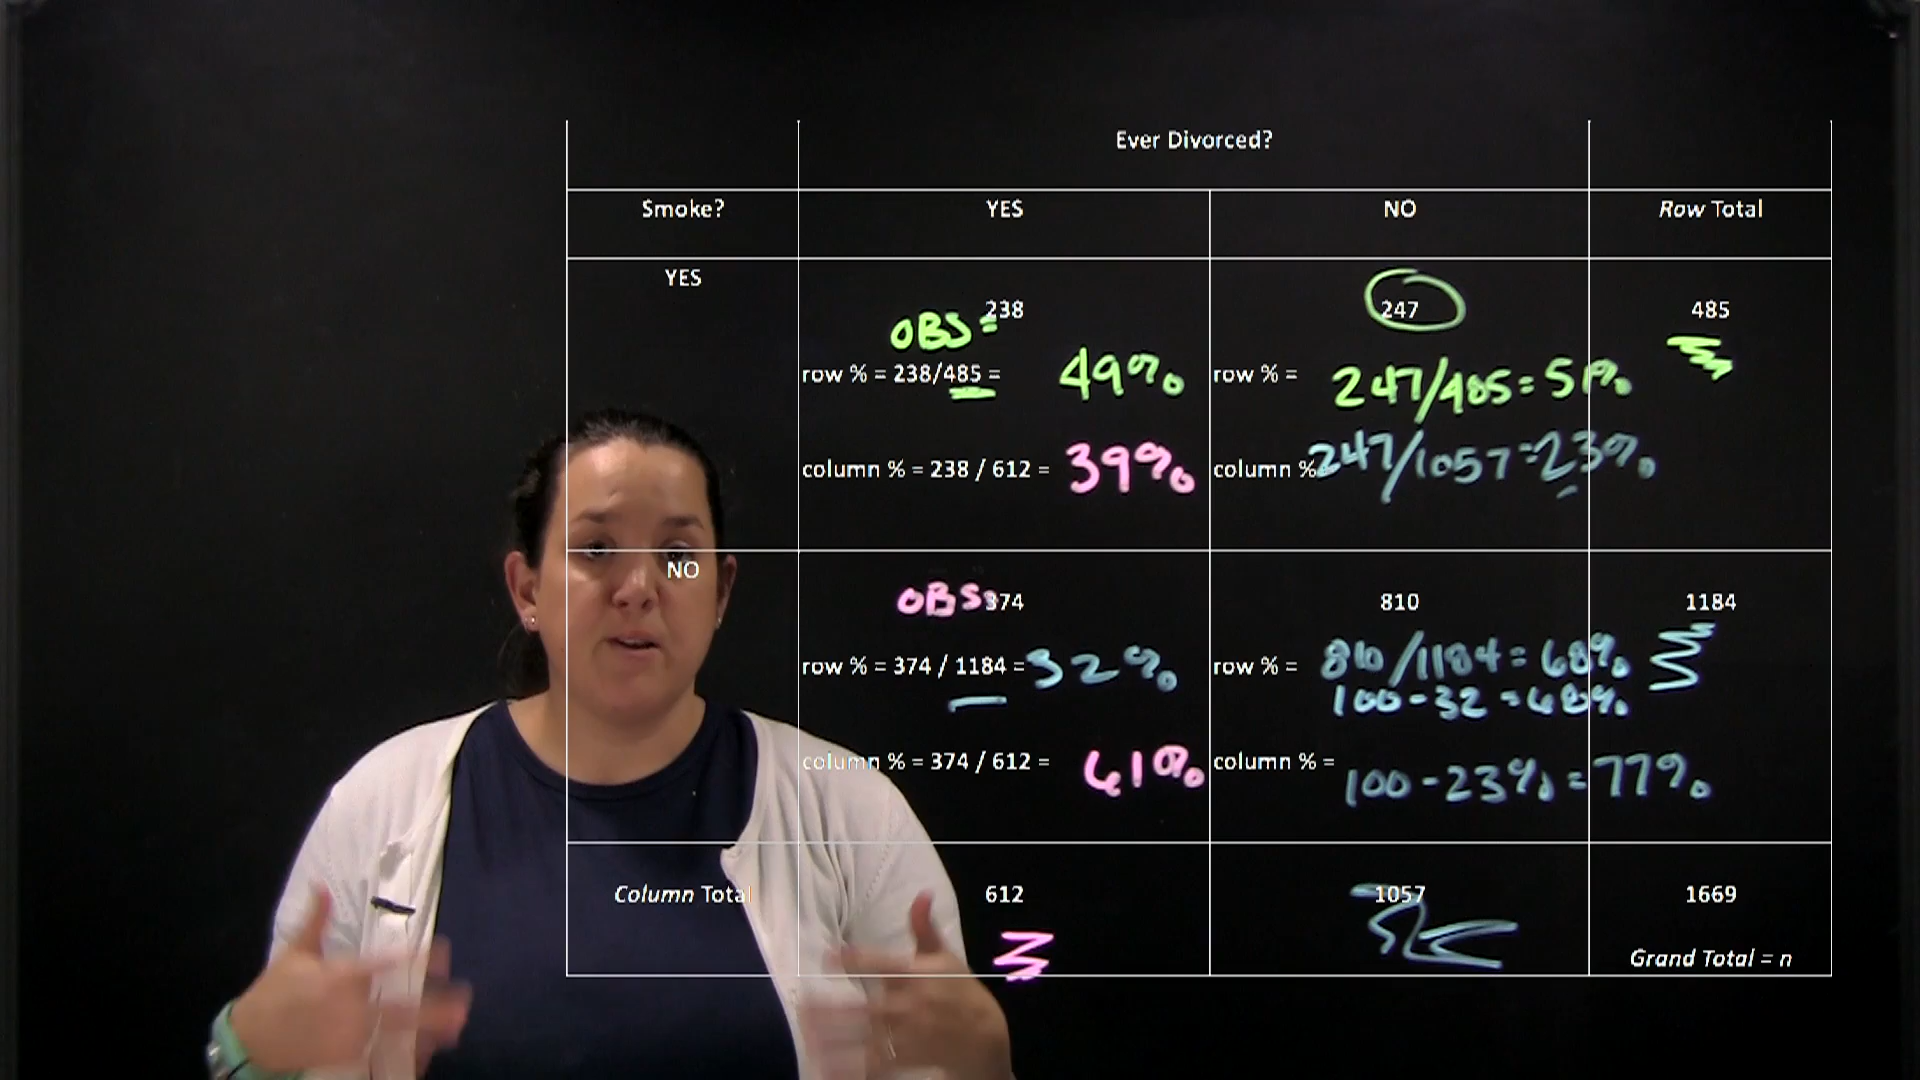 Ever Divorced?
Smoke? YES NO Row Total
YES
238 247 485
OBS =
row % = 238/485 = 49% row % = 247/485 = 51%
column % = 238 / 612 = 39% column % 247/1057 = 23%
NO
OBS 374 810 1184
row % = 374 / 1184 = 32% row % = 810/1184 = 68%
100 - 32 = 68%
column % = 374 / 612 = 61% column % = 100 - 23% = 77%
Column Total 612 1057 1669
Grand Total = n